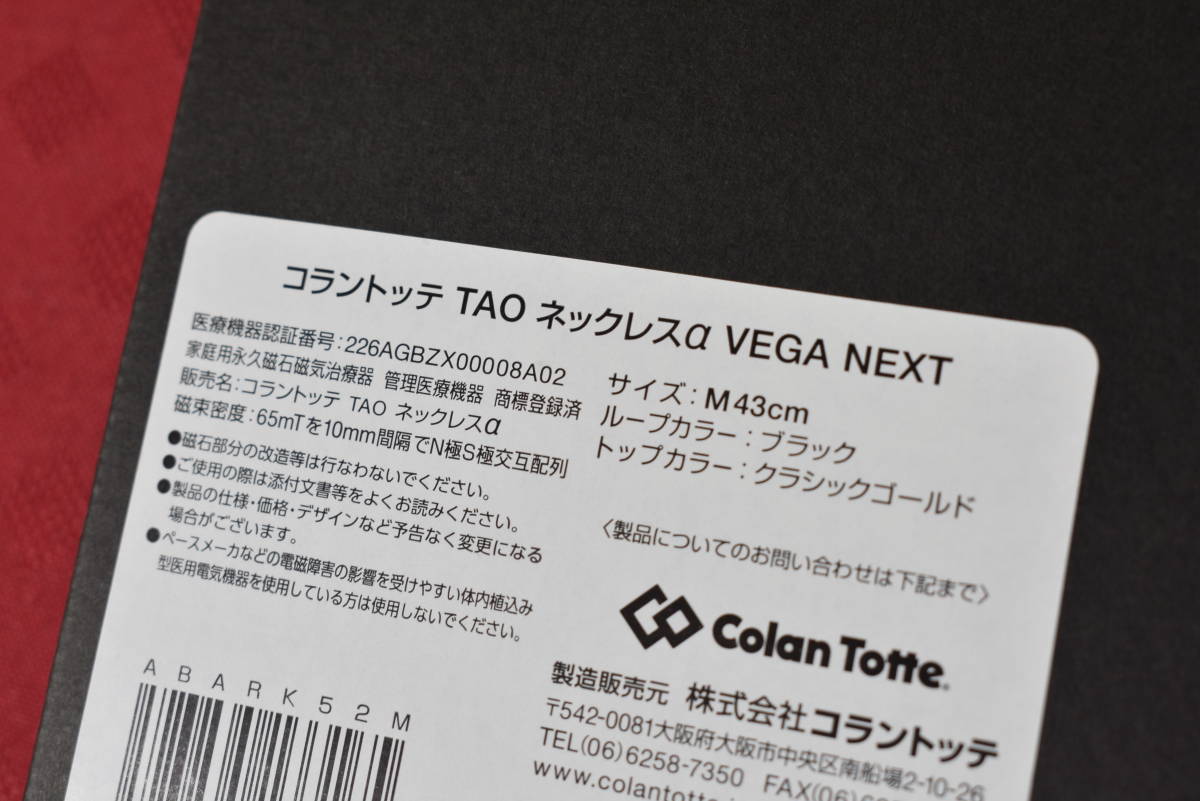 コラントッテ TAO ネックレスα VEGA NEXT
医療機器認証番号:226AGBZX00008A02
家庭用永久磁石磁気治療器 管理医療機器 商標登録済
販売名:コラントッテ TAO ネックレスα
磁束密度:65mTを10mm間隔でN極S極交互配列
●磁石部分の改造等は行なわないでください。
●ご使用の際は添付文書等をよくお読みください。
●製品の仕様・価格・デザインなど予告なく変更になる
場合がございます。
●ペースメーカなどの電磁障害の影響を受けやすい体内植込み
型医用電気機器を使用している方は使用しないでください。
ABARK52M
サイズ:M43cm
ループカラー:ブラック
トップカラー:クラシックゴールド
〈製品についてのお問い合わせは下記まで〉
Colan Totte.
製造販売元 株式会社コラントッテ
〒542-0081大阪府大阪市中央区南船場2-10-26
TEL(06)6258-7350 FAX(06)6
www.colantotte